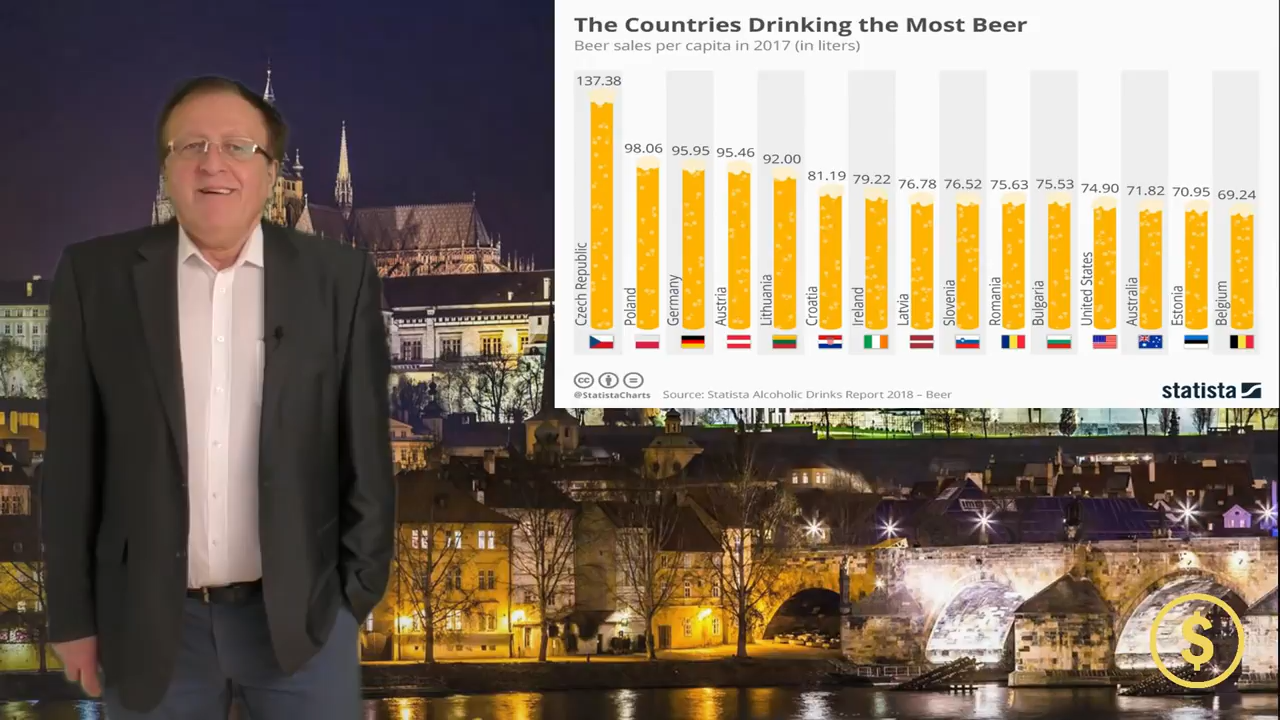 The Countries Drinking the Most Beer
Beer sales per capita in 2017 (in liters)
137.38
98.06
95.95
95.46
92.00
81.19
79.22
76.78
76.52
75.63
75.53
74.90
71.82
70.95
69.24
Czech Republic
Poland
Germany
Austria
Lithuania
Croatia
Ireland
Latvia
Slovenia
Romania
Bulgaria
United States
Australia
Estonia
Belgium
cc
@StatistaCharts Source: Statista Alcoholic Drinks Report 2018 – Beer
statista
$